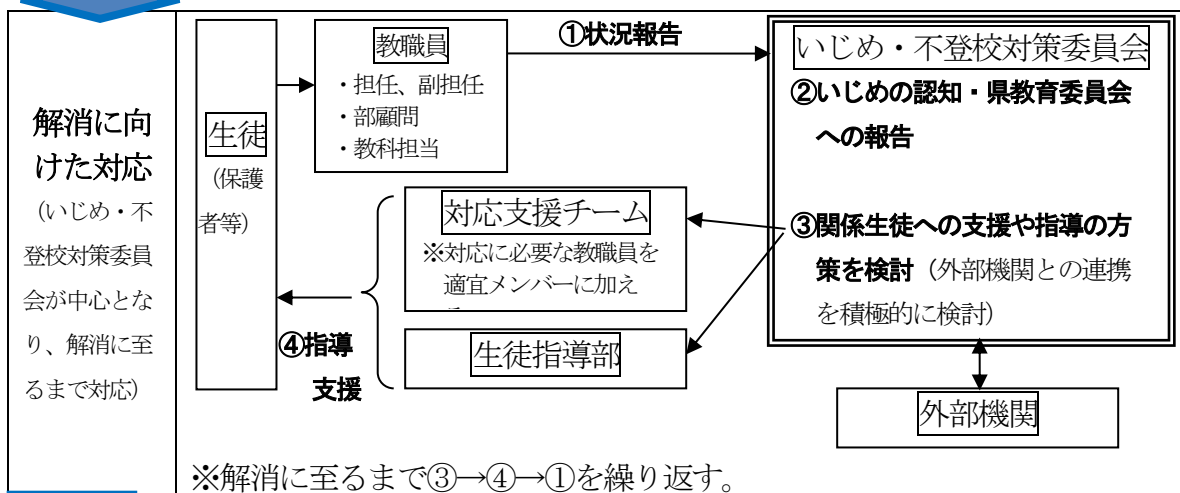 解消に向
けた対応
(いじめ・不
登校対策委員
会が中心とな
り、解消に至
るまで対応)
生徒
(保護
者等)
教職員
・担任、副担任
・部顧問
・教科担当
①状況報告
いじめ・不登校対策委員会
②いじめの認知・県教育委員会
への報告
③関係生徒への支援や指導の方
策を検討(外部機関との連携
を積極的に検討)
対応支援チーム
※対応に必要な教職員を
適宜メンバーに加え
生徒指導部
④指導
支援
外部機関
※解消に至るまで③→④→①を繰り返す。